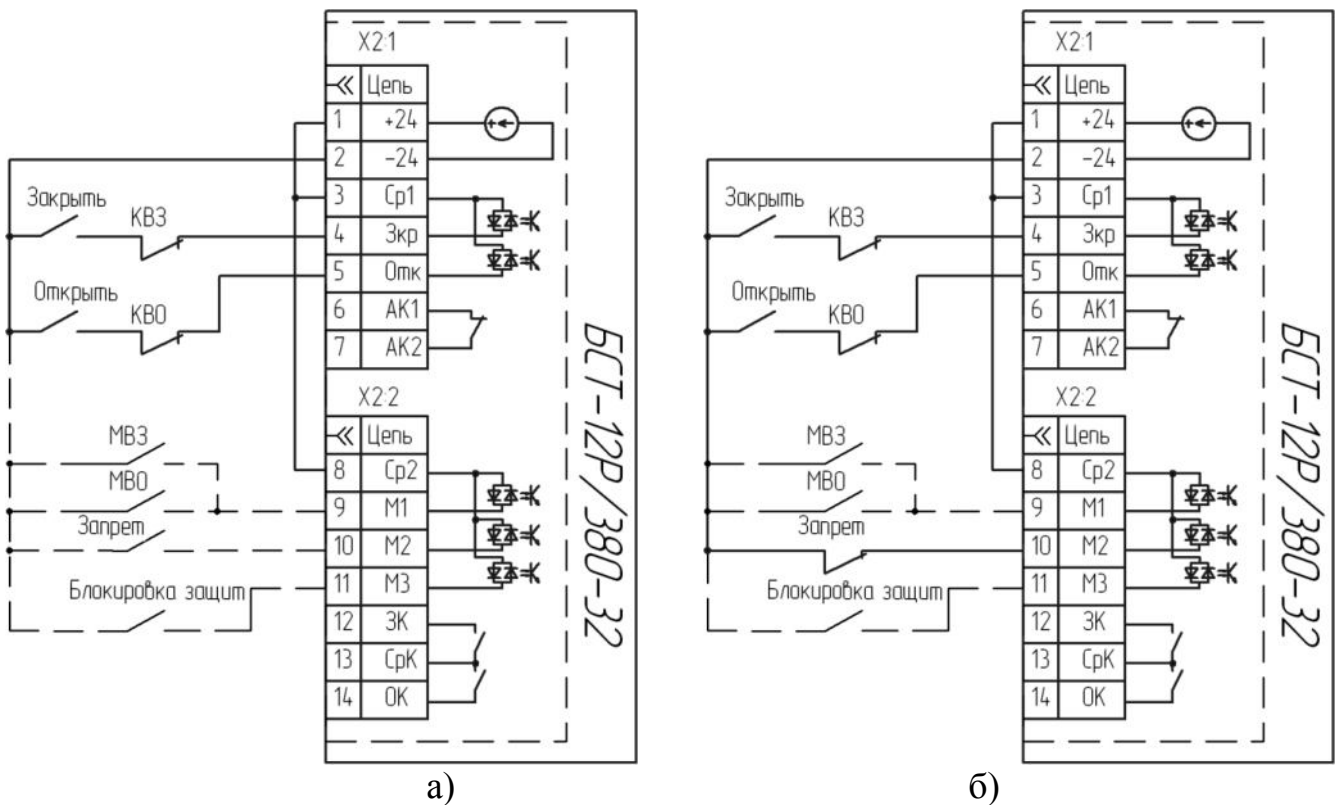 X2:1
Цепь
1 +24
2 -24
3 Ср1
Закрыть
КВЗ
4 Зкр
5 Отк
Открыть
КВО
6 АК1
7 АК2
X2:2
Цепь
МВЗ
8 Ср2
МВО
9 М1
Запрет
10 М2
Блокировка защит
11 М3
12 ЗК
13 СрК
14 ОК
БСТ-12Р/380-32
а)
X2:1
Цепь
1 +24
2 -24
3 Ср1
Закрыть
КВЗ
4 Зкр
5 Отк
Открыть
КВО
6 АК1
7 АК2
X2:2
Цепь
МВЗ
8 Ср2
МВО
9 М1
Запрет
10 М2
Блокировка защит
11 М3
12 ЗК
13 СрК
14 ОК
БСТ-12Р/380-32
б)